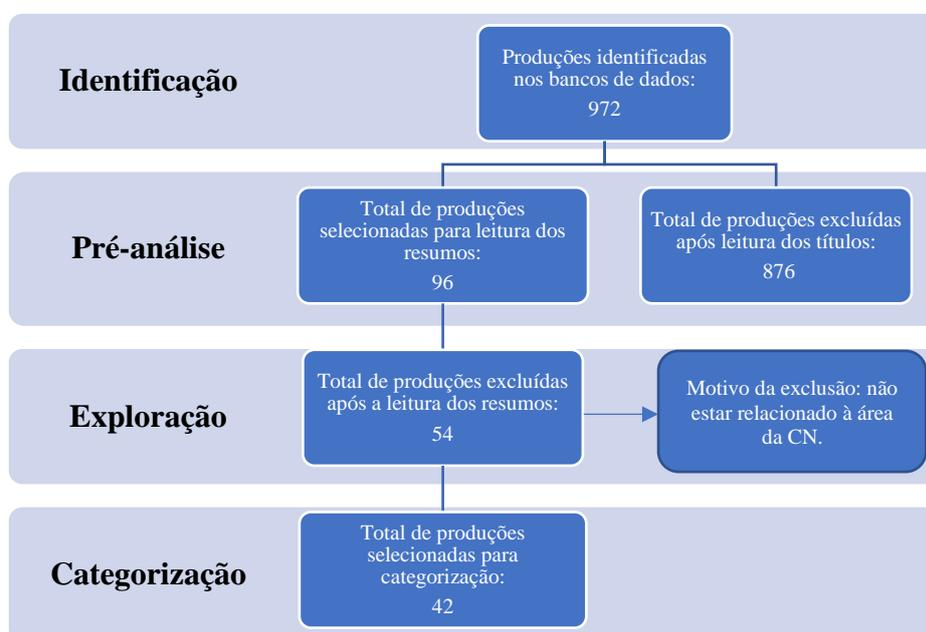 Identificação
Produções identificadas
nos bancos de dados:
972
Pré-análise
Total de produções
selecionadas para leitura dos
resumos:
96
Total de produções excluídas
após leitura dos títulos:
876
Exploração
Total de produções excluídas
após a leitura dos resumos:
54
Motivo da exclusão: não
estar relacionado à área
da CN.
Categorização
Total de produções
selecionadas para
categorização:
42